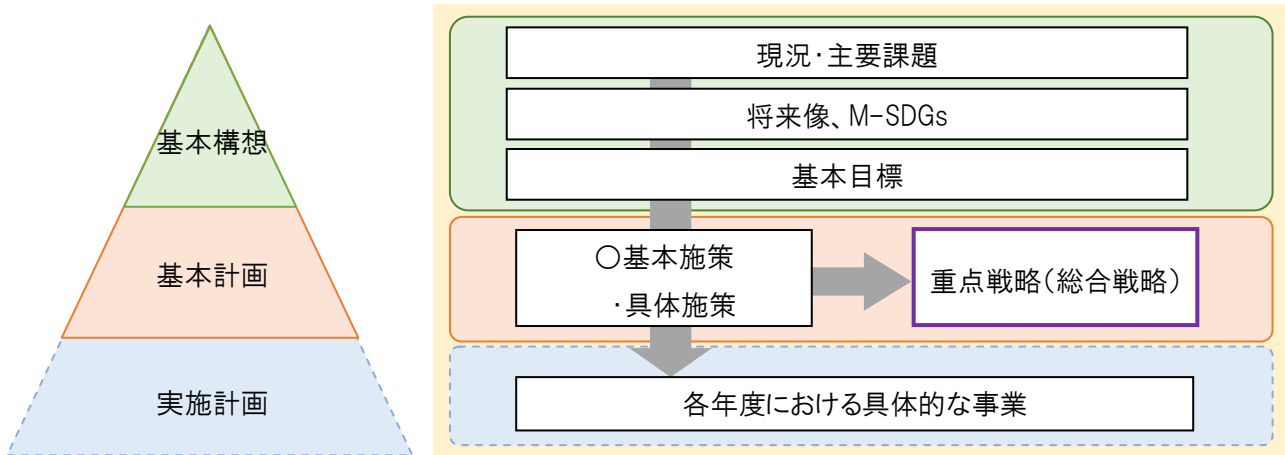 基本構想
基本計画
実施計画
現況・主要課題
将来像、M-SDGs
基本目標
〇基本施策
・具体施策
重点戦略(総合戦略)
各年度における具体的な事業